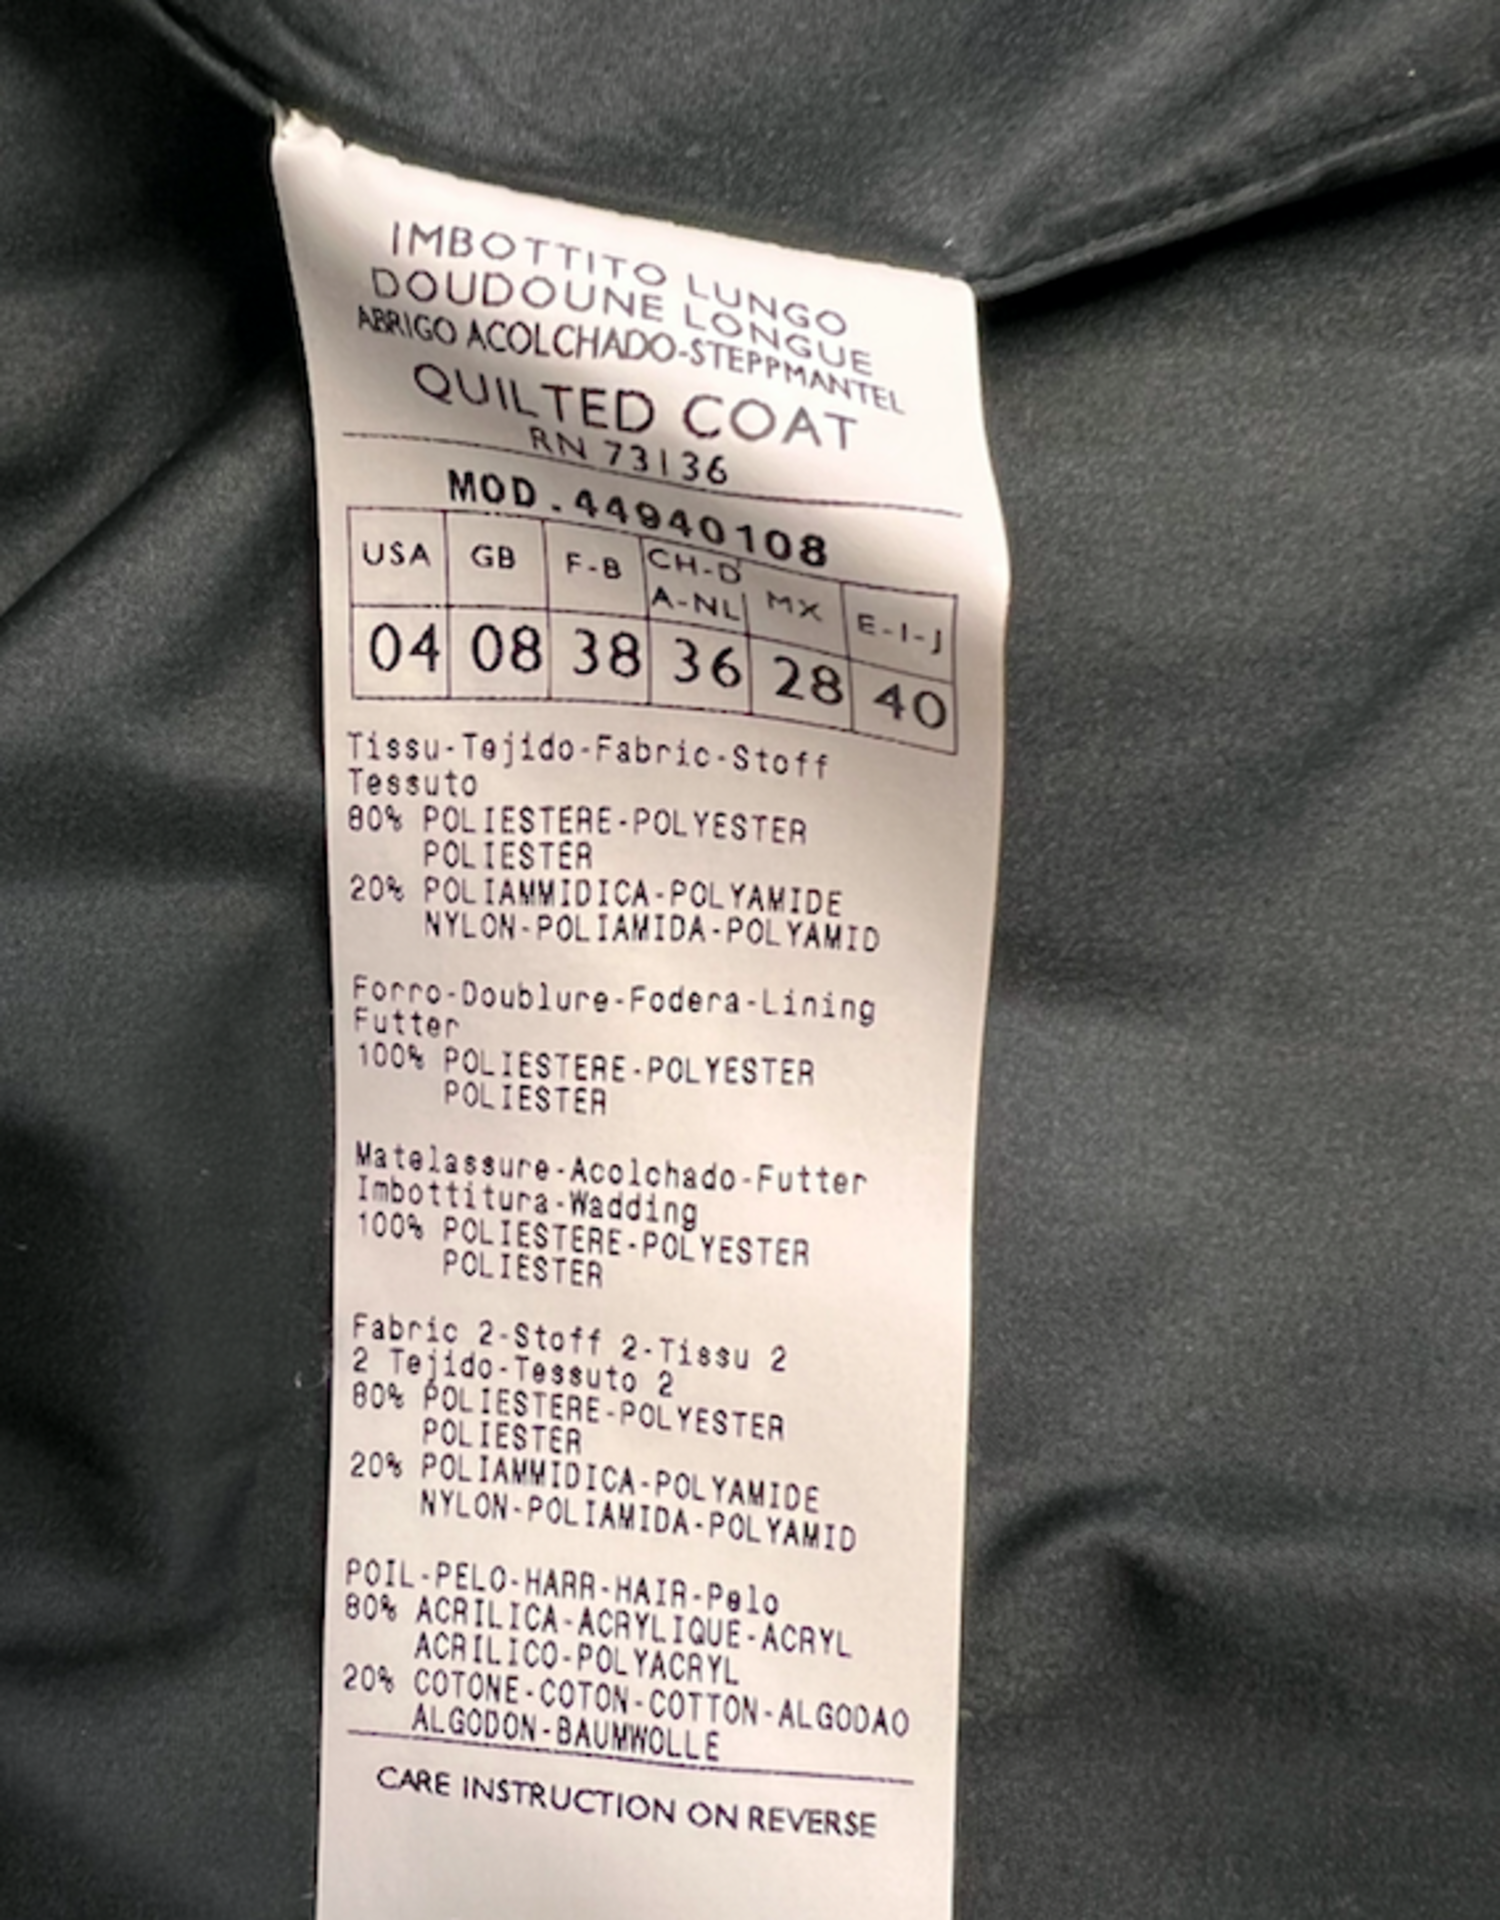 IMBOTTITO LUNGO
DOUDOUNE LONGUE
ABRIGO ACOLCHADO-STEPPMANTEL
QUILTED COAT
RN 73136
MOD.44940108
USA GB F-B CH-D A-NL MX E-I-J
04 08 38 36 28 40
Tissu-Tejido-Fabric-Stoff
Tessuto
80% POLIESTERE-POLYESTER
POLIESTER
20% POLIAMMIDICA-POLYAMIDE
NYLON-POLIAMIDA-POLYAMID
Forro-Doublure-Fodera-Lining
Futter
100% POLIESTERE-POLYESTER
POLIESTER
Matelassure-Acolchado-Futter
Imbottitura-Wadding
100% POLIESTERE-POLYESTER
POLIESTER
Fabric 2-Stoff 2-Tissu 2
2 Tejido-Tessuto 2
80% POLIESTERE-POLYESTER
POLIESTER
20% POLIAMMIDICA-POLYAMIDE
NYLON-POLIAMIDA-POLYAMID
POIL-PELO-HARR-HAIR-Pelo
80% ACRILICA-ACRYLIQUE-ACRYL
ACRILICO-POLYACRYL
20% COTONE-COTON-COTTON-ALGODAO
ALGODON-BAUMWOLLE
CARE INSTRUCTION ON REVERSE